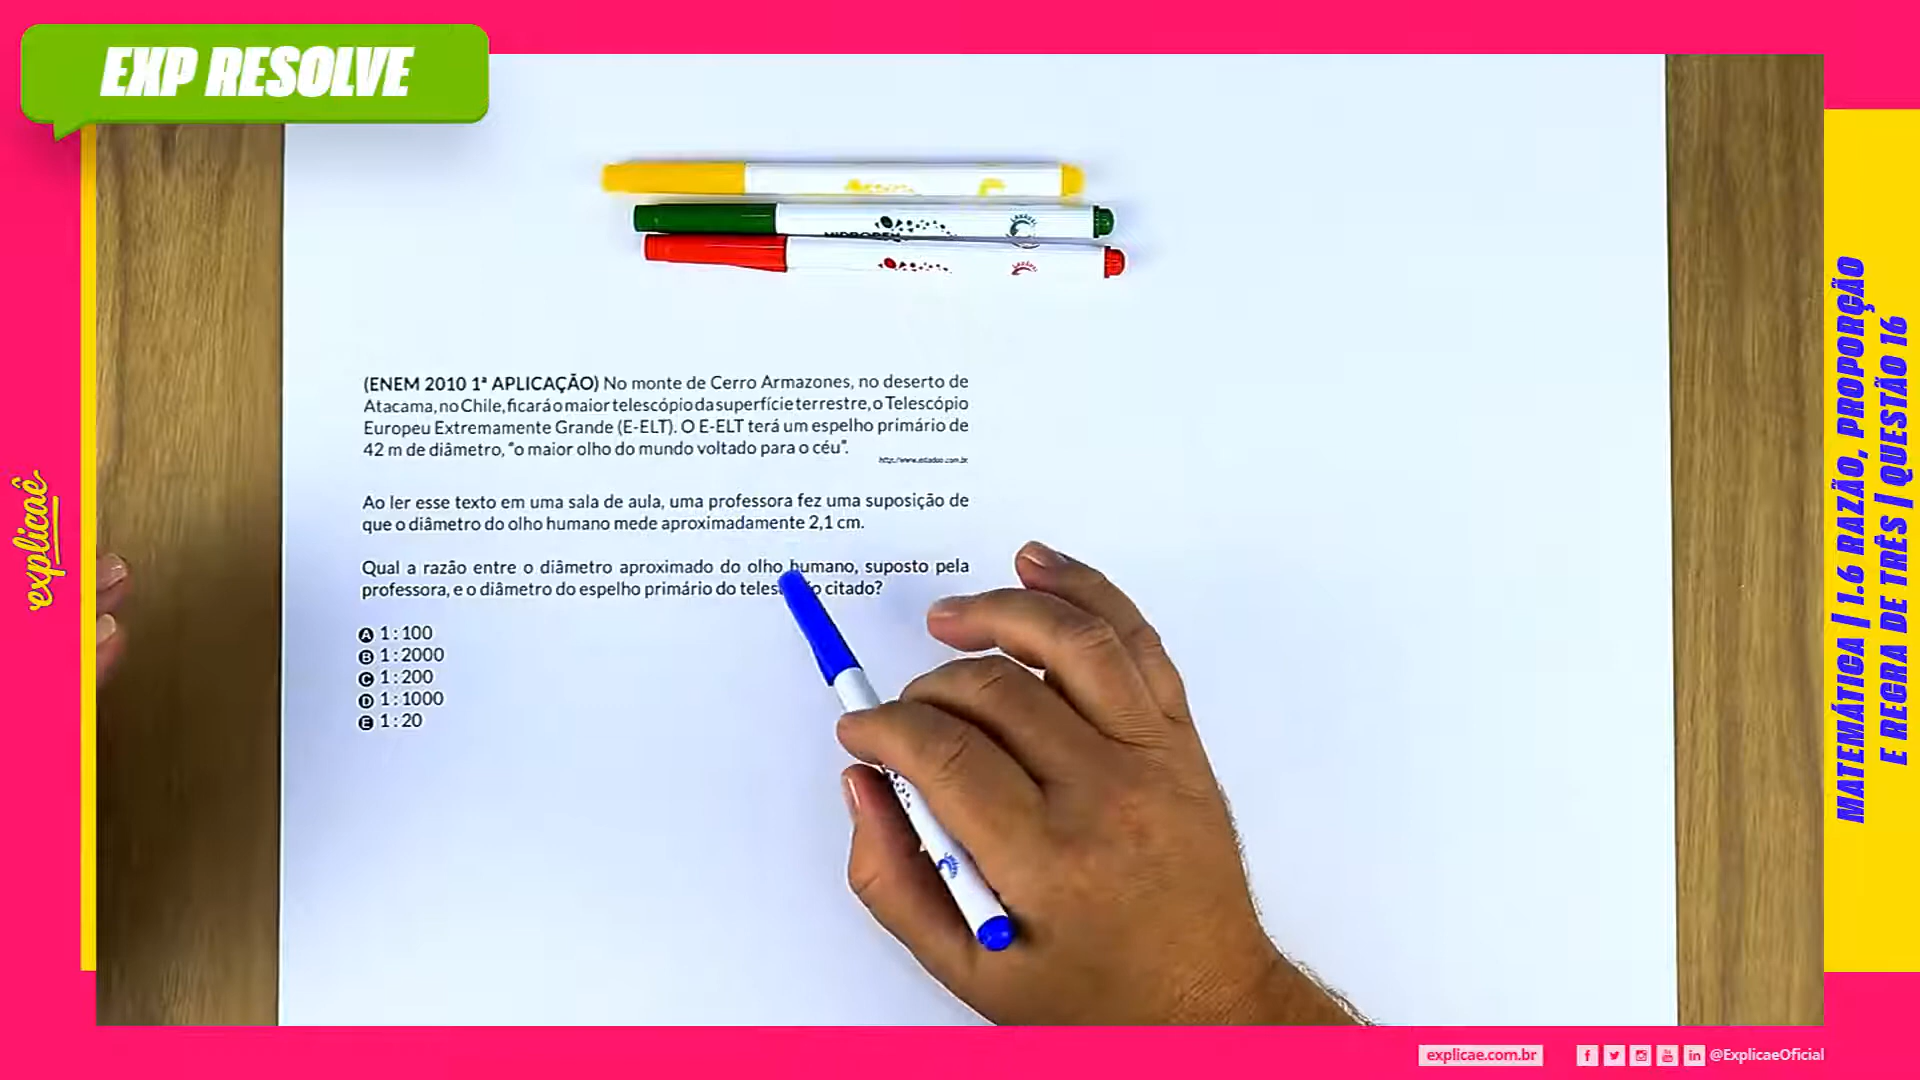 EXP RESOLVE
(ENEM 2010 1ª APLICAÇÃO) No monte de Cerro Armazones, no deserto de
Atacama, no Chile, ficará o maior telescópio da superfície terrestre, o Telescópio
Europeu Extremamente Grande (E-ELT). O E-ELT terá um espelho primário de
42 m de diâmetro, “o maior olho do mundo voltado para o céu”.
http://www.estadao.com.br
Ao ler esse texto em uma sala de aula, uma professora fez uma suposição de
que o diâmetro do olho humano mede aproximadamente 2,1 cm.
Qual a razão entre o diâmetro aproximado do olho humano, suposto pela
professora, e o diâmetro do espelho primário do citado?
A 1:100
B 1:2000
C 1:200
D 1:1000
E 1:20
explicaê
MATEMÁTICA | 1.6 RAZÃO, PROPORÇÃO
E REGRA DE TRÊS | QUESTÃO 16
explicae.com.br
@ExplicaeOficial